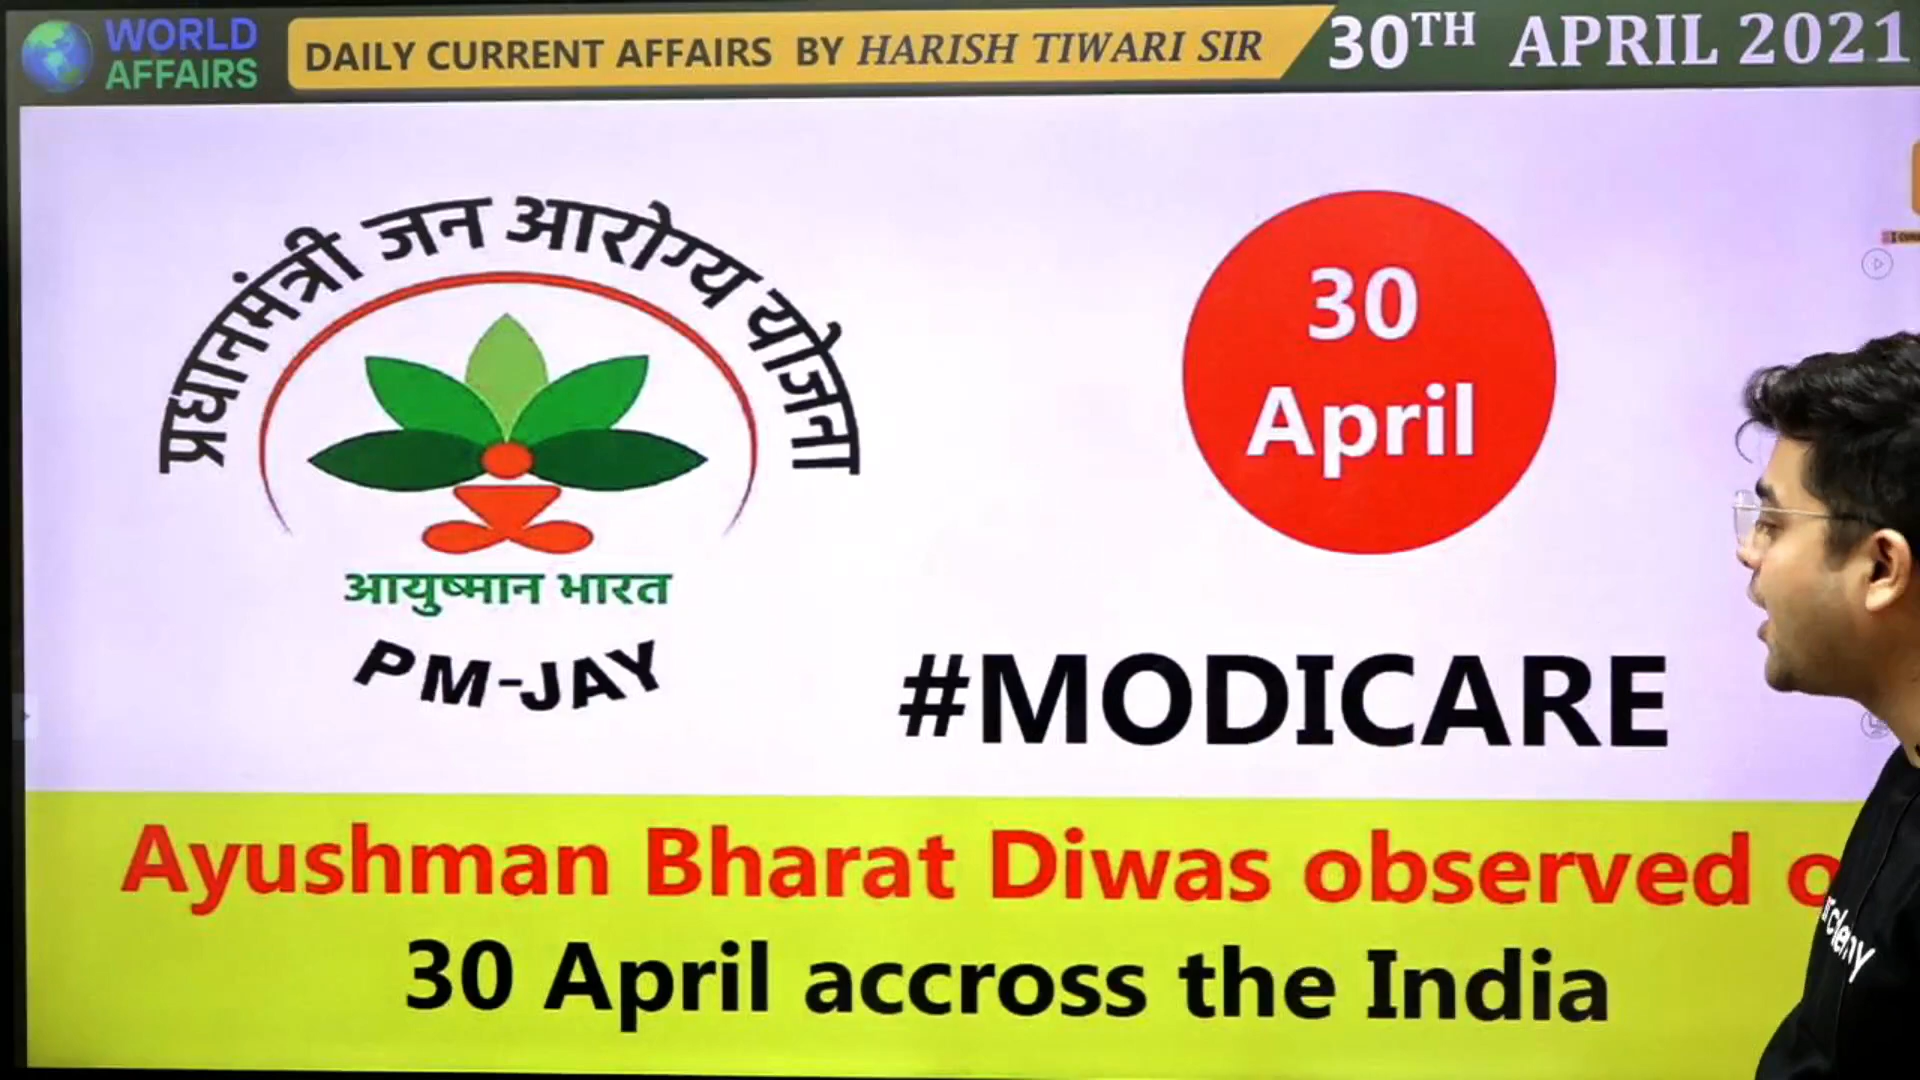 WORLD
AFFAIRS
DAILY CURRENT AFFAIRS BY HARISH TIWARI SIR
30TH APRIL 2021
प्रधानमंत्री जन आरोग्य योजना
आयुष्मान भारत
PM-JAY
30
April
#MODICARE
Ayushman Bharat Diwas observed
30 April accross the India